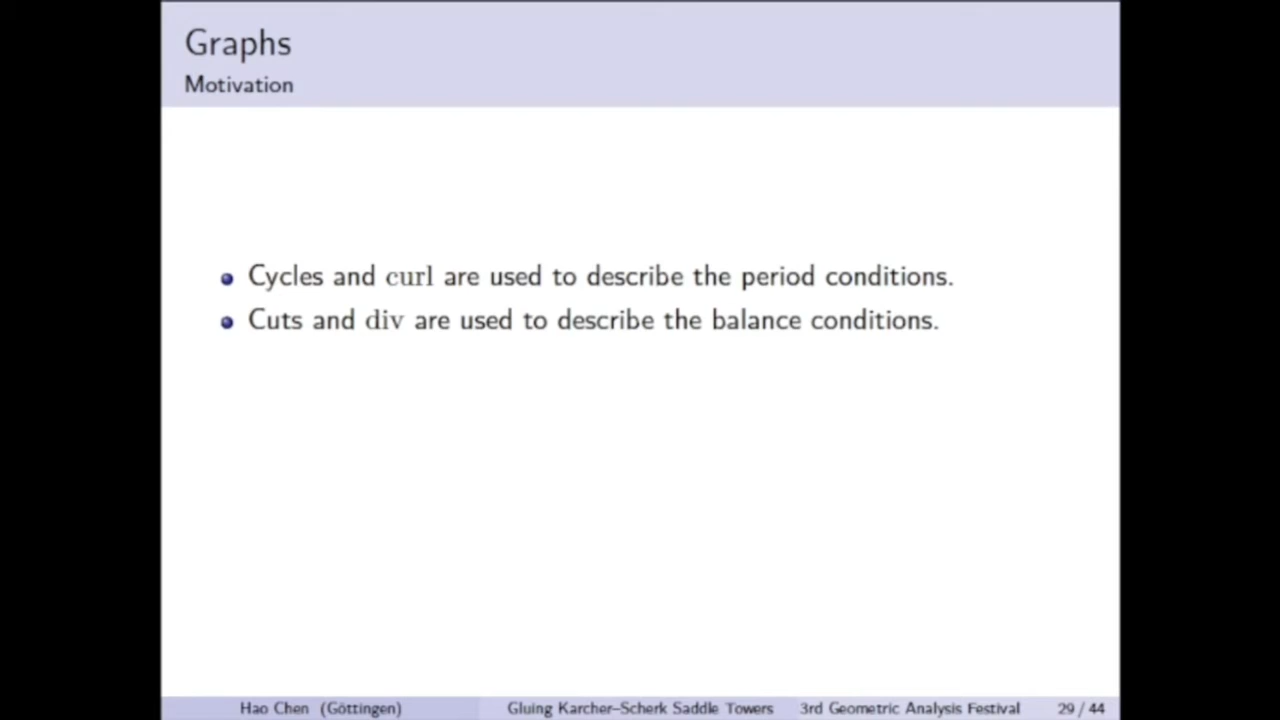 Graphs
Motivation
Cycles and curl are used to describe the period conditions.
Cuts and div are used to describe the balance conditions.
Hao Chen (Göttingen) Gluing Karcher–Scherk Saddle Towers 3rd Geometric Analysis Festival 29 / 44